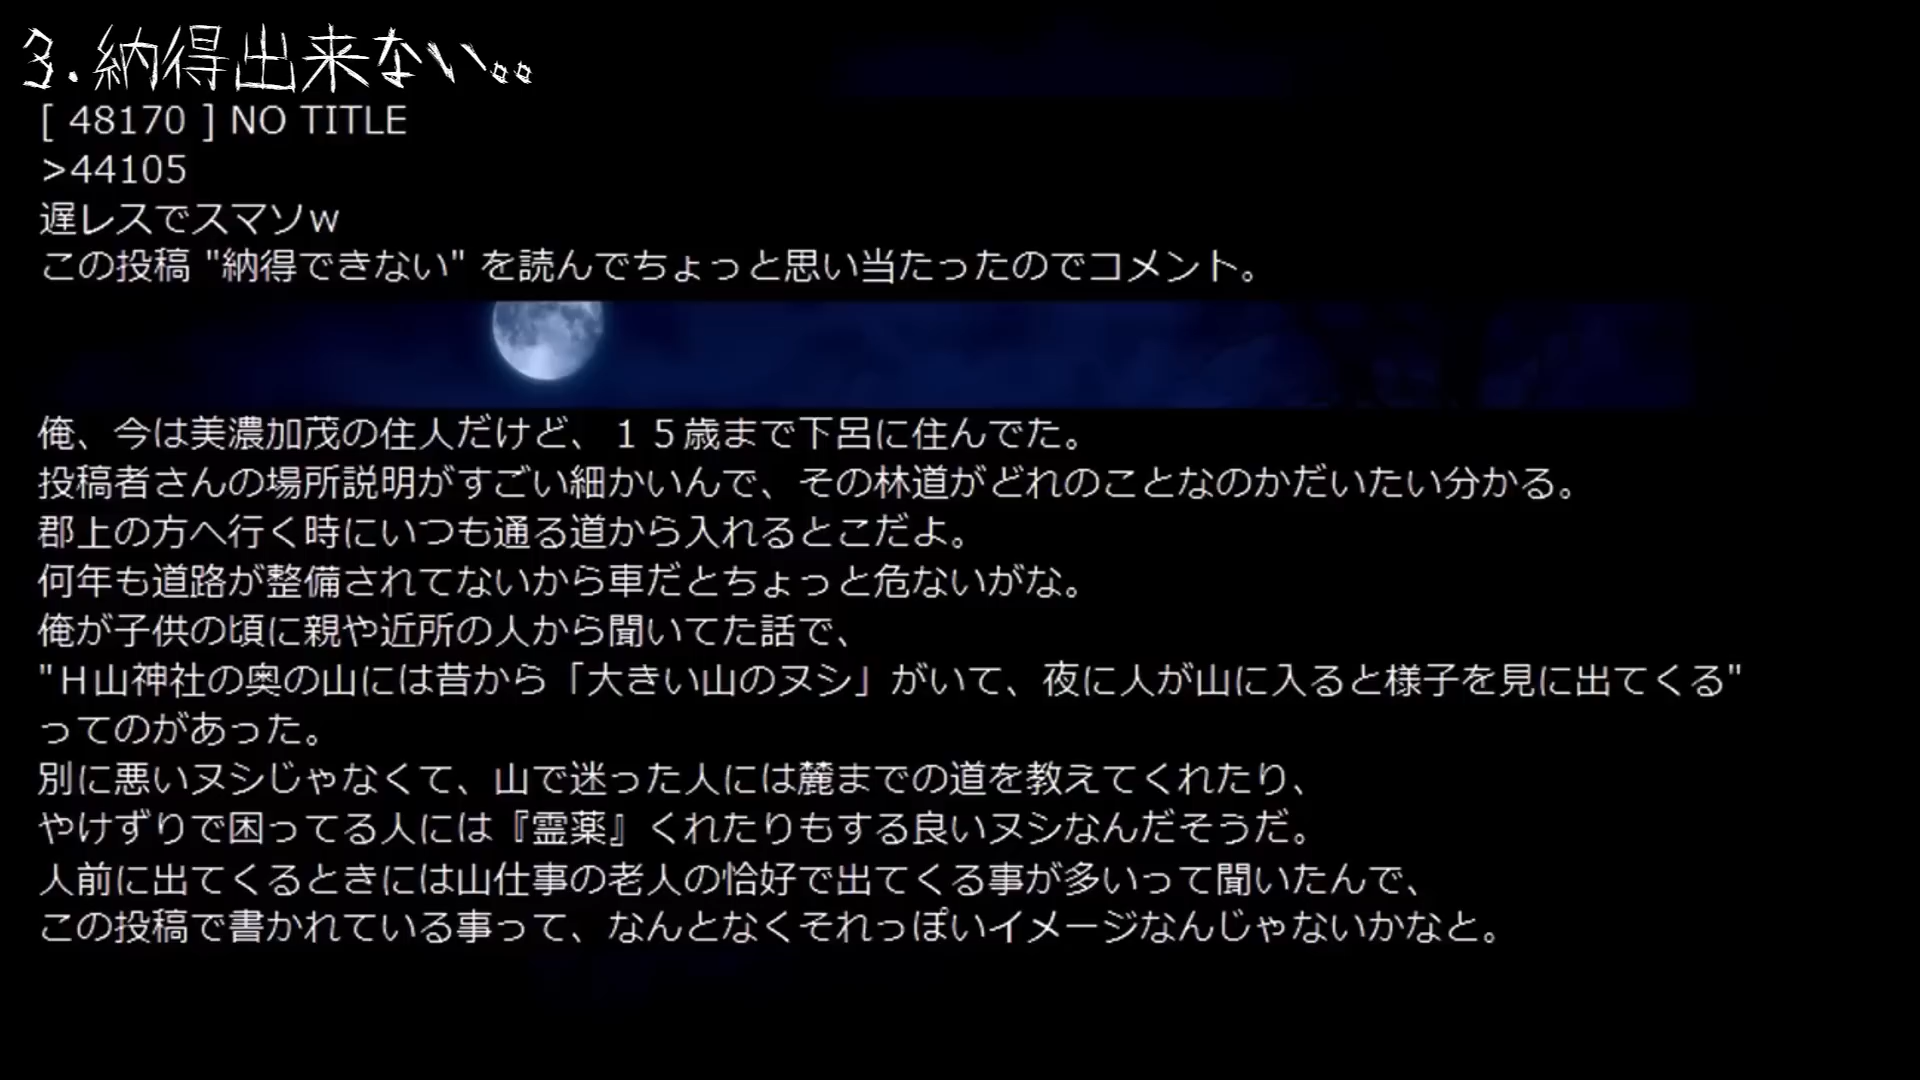 3.納得出来ない。。
[ 48170 ] NO TITLE
>44105
遅レスでスマソｗ
この投稿 "納得できない" を読んでちょっと思い当たったのでコメント。
俺、今は美濃加茂の住人だけど、１５歳まで下呂に住んでた。
投稿者さんの場所説明がすごい細かいんで、その林道がどれのことなのかだいたい分かる。
郡上の方へ行く時にいつも通る道から入れるとこだよ。
何年も道路が整備されてないから車だとちょっと危ないがな。
俺が子供の頃に親や近所の人から聞いてた話で、
"Ｈ山神社の奥の山には昔から「大きい山のヌシ」がいて、夜に人が山に入ると様子を見に出てくる"
ってのがあった。
別に悪いヌシじゃなくて、山で迷った人には麓までの道を教えてくれたり、
やけずりで困ってる人には『霊薬』くれたりもする良いヌシなんだそうだ。
人前に出てくるときには山仕事の老人の恰好で出てくる事が多いって聞いたんで、
この投稿で書かれている事って、なんとなくそれっぽいイメージなんじゃないかなと。